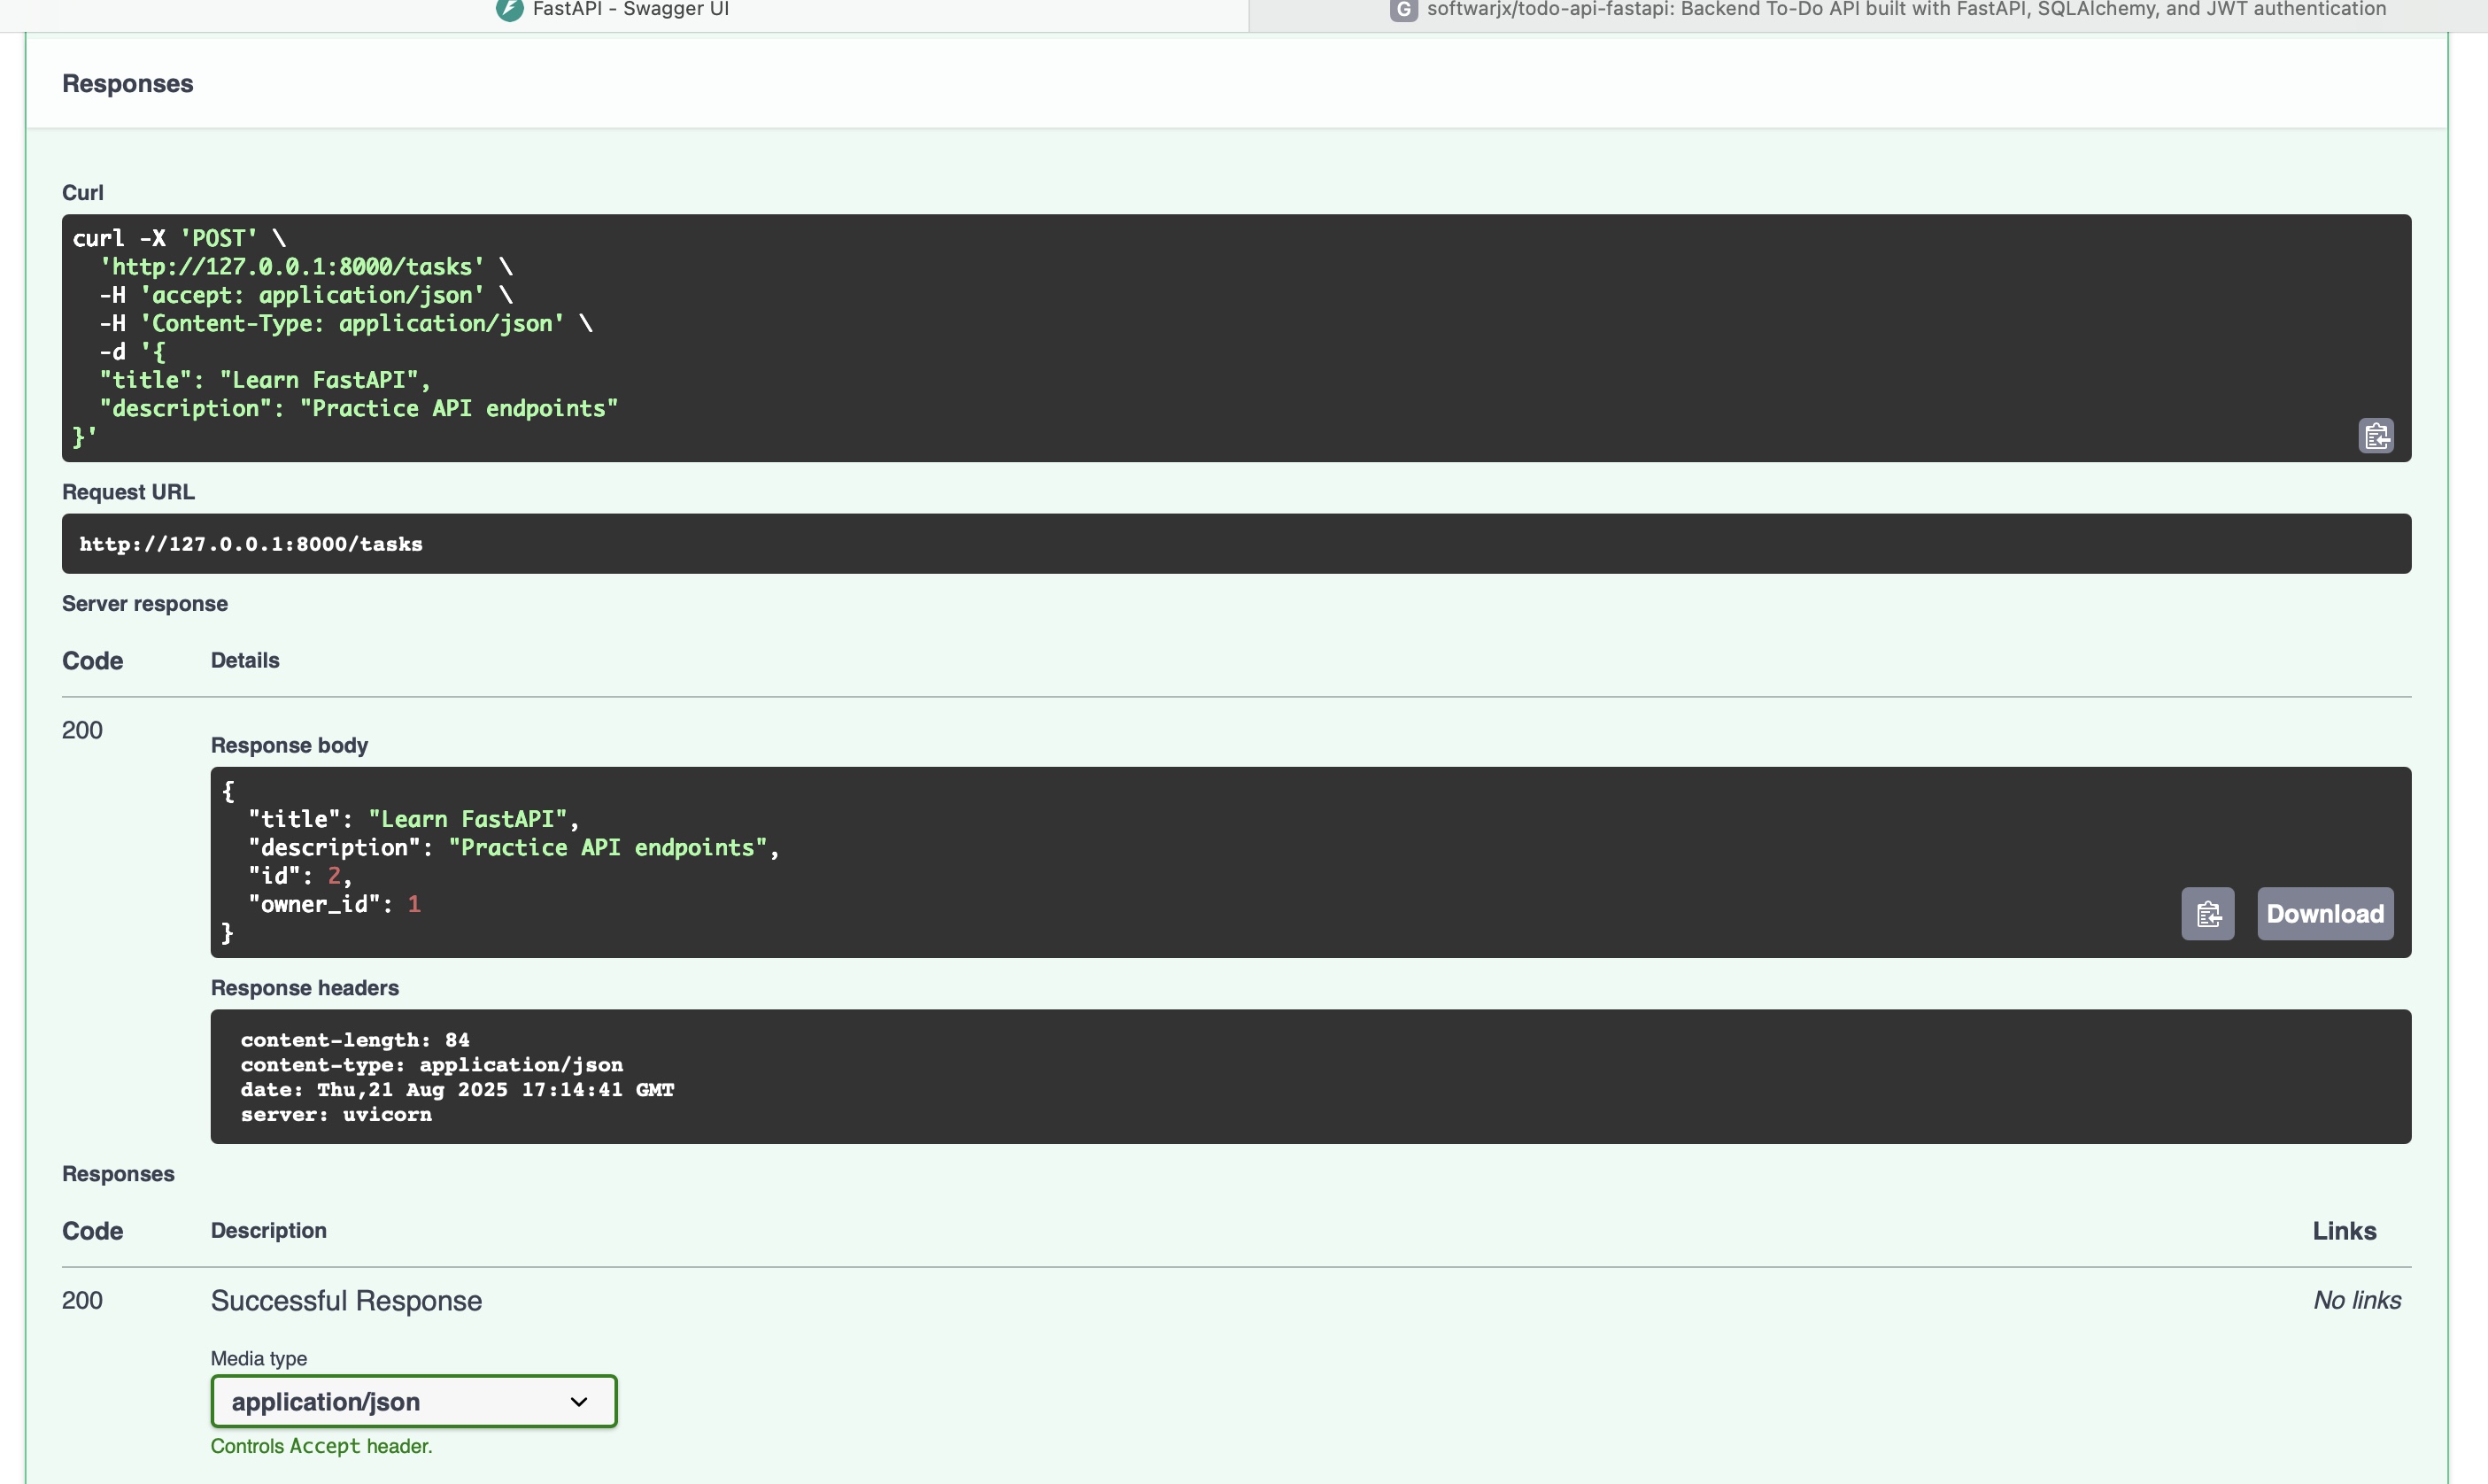 FastAPI - Swagger UI
G softwarjx/todo-api-fastapi: Backend To-Do API built with FastAPI, SQLAlchemy, and JWT authentication
Responses
Curl
curl -X 'POST' \
  'http://127.0.0.1:8000/tasks' \
  -H 'accept: application/json' \
  -H 'Content-Type: application/json' \
  -d '{
  "title": "Learn FastAPI",
  "description": "Practice API endpoints"
}'
Request URL
http://127.0.0.1:8000/tasks
Server response
Code Details
200
Response body
{
  "title": "Learn FastAPI",
  "description": "Practice API endpoints",
  "id": 2,
  "owner_id": 1
}
Download
Response headers
content-length: 84
content-type: application/json
date: Thu,21 Aug 2025 17:14:41 GMT
server: uvicorn
Responses
Code Description Links
200 Successful Response No links
Media type
application/json
Controls Accept header.